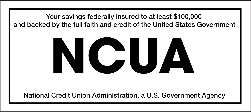 Your savings federally insured to at least $100,000
and backed by the full faith and credit of the United States Government
NCUA
National Credit Union Administration, a U.S. Government Agency